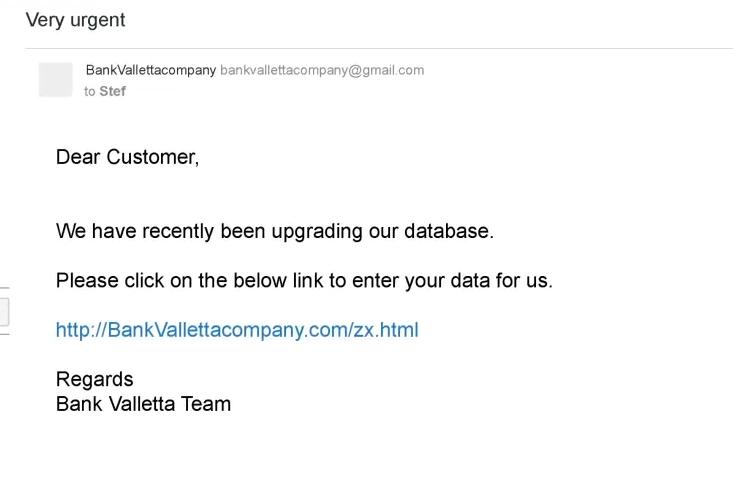 Very urgent
BankVallettacompany bankvallettacompany@gmail.com
to Stef
Dear Customer,
We have recently been upgrading our database.
Please click on the below link to enter your data for us.
http://BankVallettacompany.com/zx.html
Regards
Bank Valletta Team